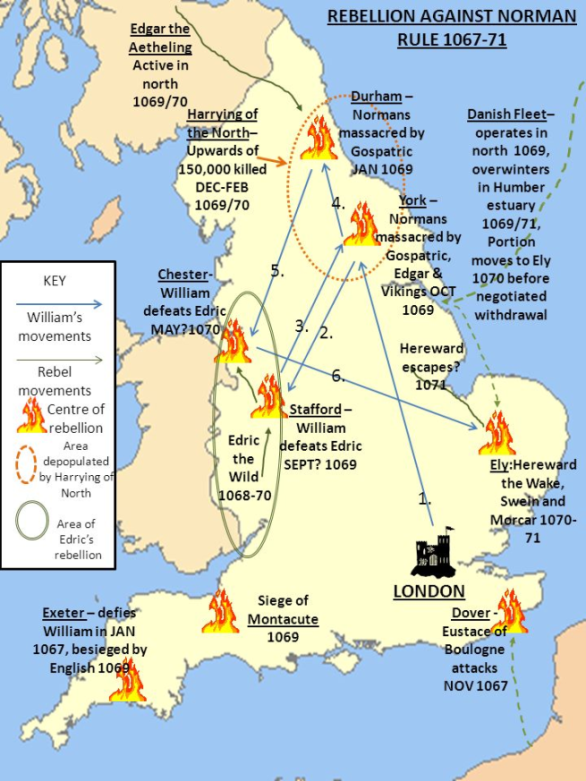 REBELLION AGAINST NORMAN
RULE 1067-71
Edgar the
Aetheling
Active in
north
1069/70
Harrying of
the North–
Upwards of
150,000 killed
DEC-FEB
1069/70
Durham –
Normans
massacred by
Gospatric
JAN 1069
Danish Fleet–
operates in
north 1069,
overwinters
in Humber
estuary
1069/71,
Portion
moves to Ely
1070 before
negotiated
withdrawal
4.
York -
Normans
massacred by
Gospatric,
Edgar &
Vikings OCT
1069
5.
Chester-
William
defeats Edric
MAY?1070
3.
2.
6.
Hereward
escapes?
1071
KEY
William's
movements
Rebel
movements
Centre of
rebellion
Area
depopulated
by Harrying of
North
Area of
Edric's
rebellion
Stafford –
William
defeats Edric
SEPT? 1069
Edric
the
Wild
1068-70
Ely:Hereward
the Wake,
Swein and
Morcar 1070-
71
1.
LONDON
Exeter – defies
William in JAN
1067, besieged by
English 1069
Siege of
Montacute
1069
Dover -
Eustace of
Boulogne
attacks
NOV 1067